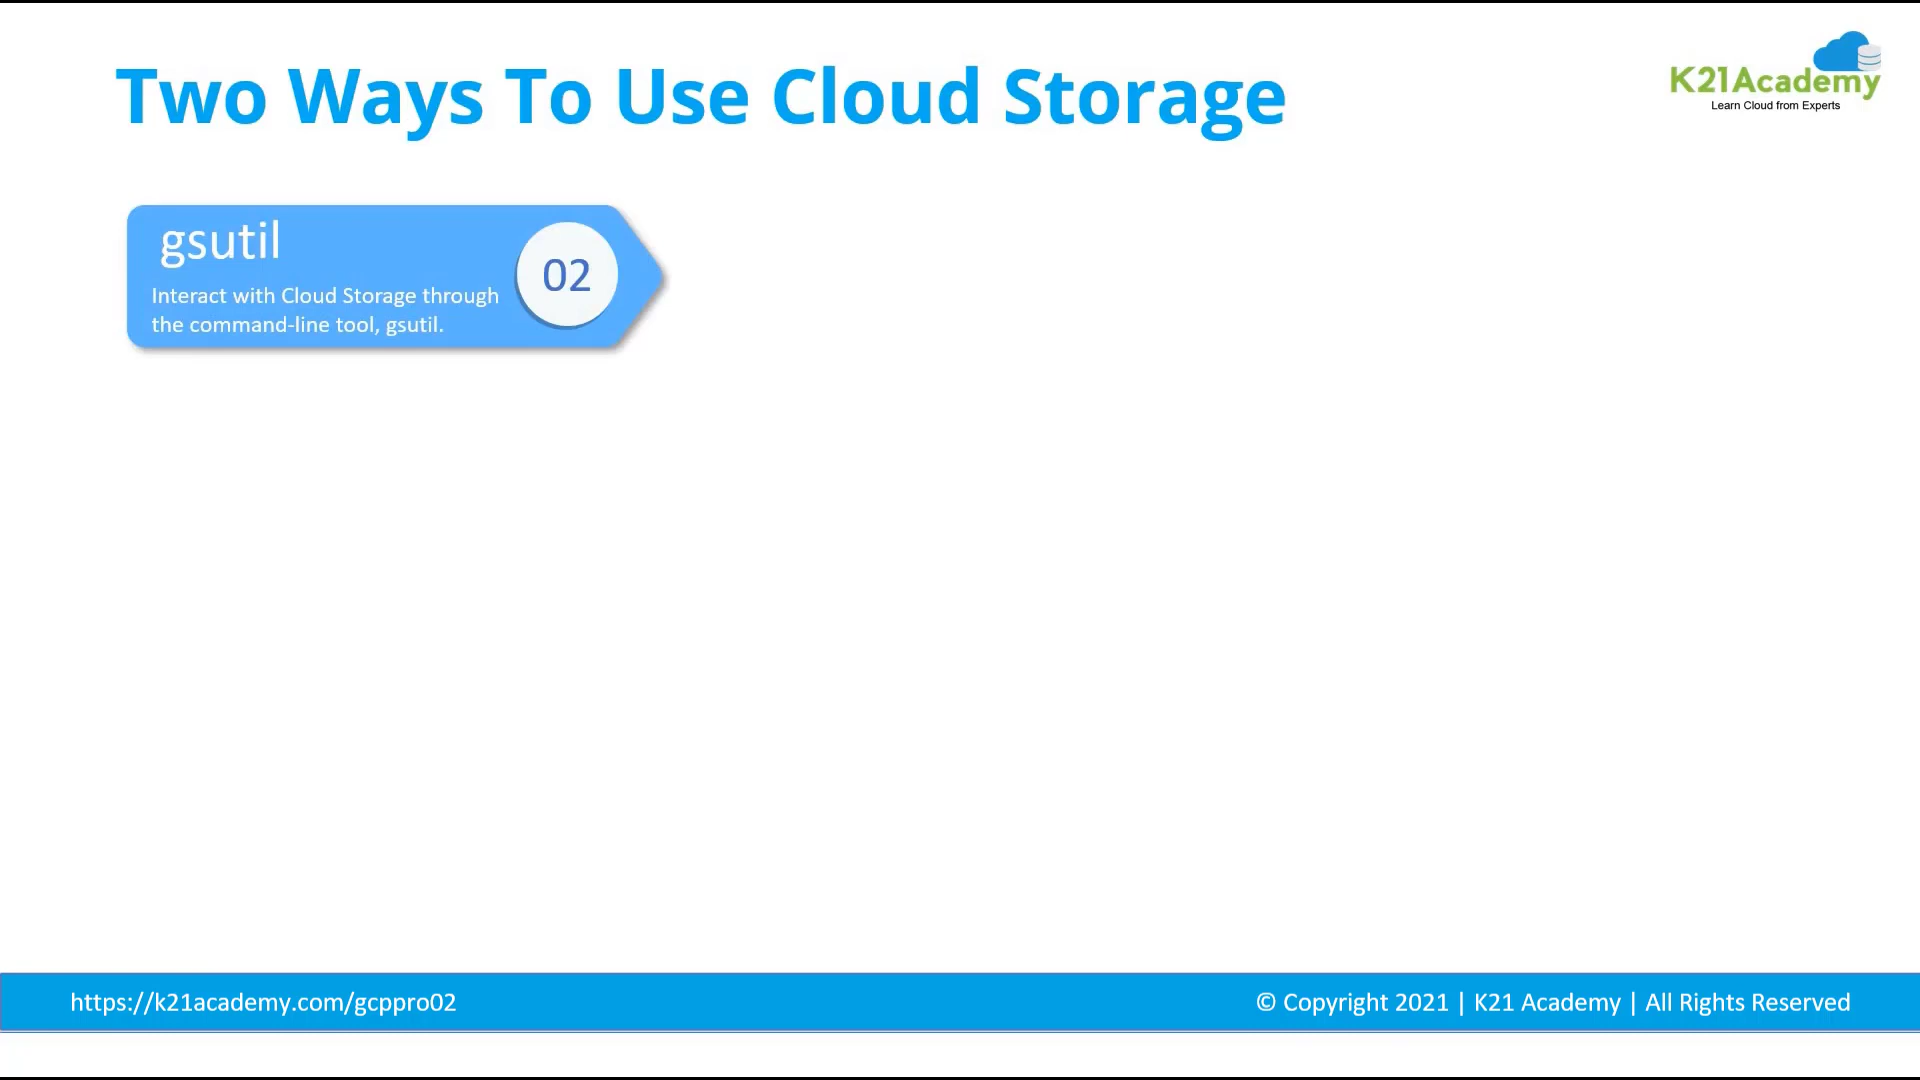 Two Ways To Use Cloud Storage
K21Academy
Learn Cloud from Experts
gsutil
02
Interact with Cloud Storage through
the command-line tool, gsutil.
https://k21academy.com/gcppro02
© Copyright 2021 | K21 Academy | All Rights Reserved